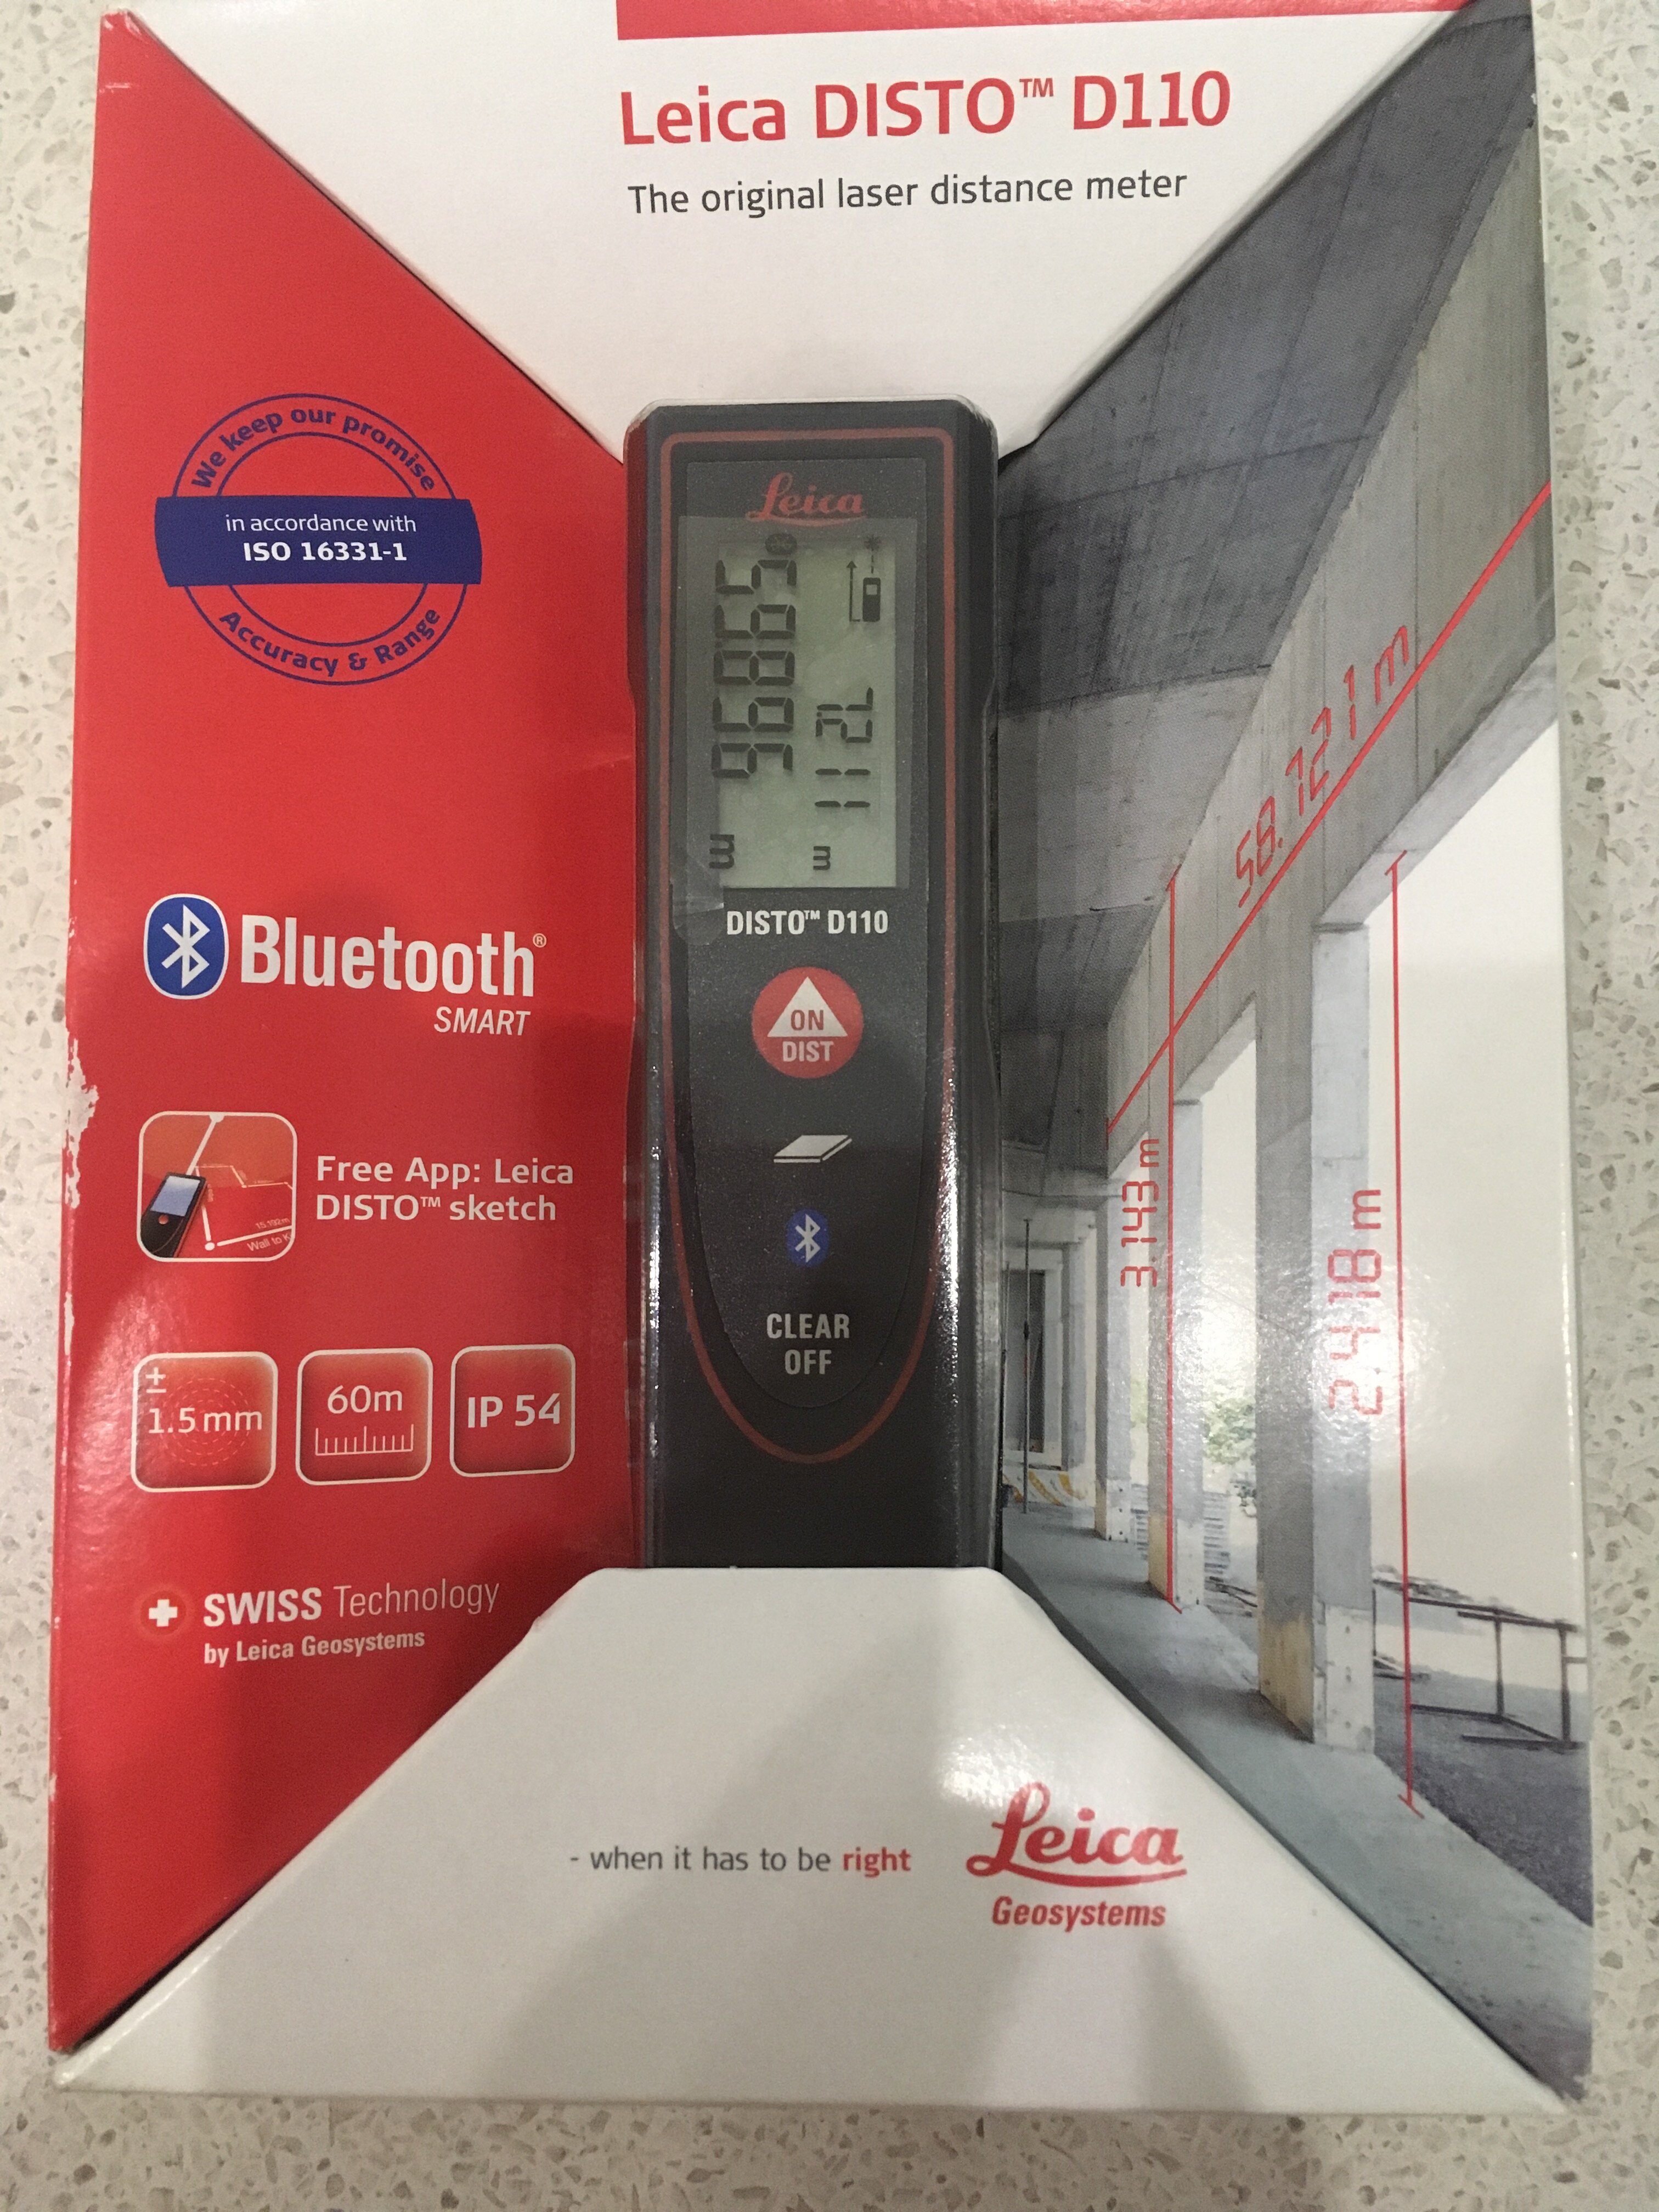 Leica DISTO™ D110
The original laser distance meter
We keep our promise
in accordance with
ISO 16331-1
Accuracy & Range
Bluetooth®
SMART
Free App: Leica
DISTO™ sketch
±
1.5 mm
60m
IP 54
SWISS Technology
by Leica Geosystems
Leica
DISTO™ D110
ON
DIST
CLEAR
OFF
58.721 m
3.143 m
2.418 m
- when it has to be right
Leica
Geosystems